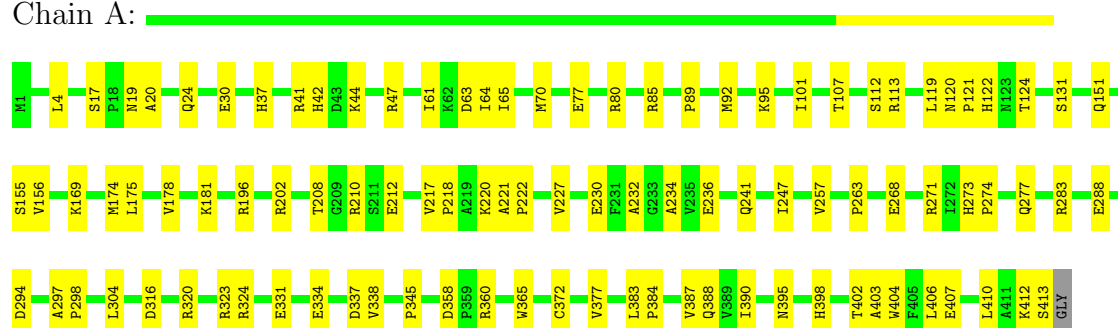 Chain A:
M1 L4 S17 P18 N19 A20 Q24 E30 H37 R41 H42 D43 K44 R47 I61 K62 D63 I64 I65 M70 E77 R80 R85 P89 M92 K95 I101 T107 S112 R113 L119 N120 P121 H122 N123 T124 S131 Q151
S155 V156 K169 M174 L175 V178 K181 R196 R202 T208 G209 R210 S211 E212 V217 P218 A219 K220 A221 P222 V227 E230 F231 A232 G233 A234 V235 E236 Q241 I247 V257 P263 E268 R271 I272 H273 P274 Q277 R283 E288
D294 A297 P298 L304 D316 R320 R323 R324 E331 E334 D337 V338 P345 D358 P359 R360 W365 C372 V377 L383 P384 V387 Q388 V389 I390 N395 H398 T402 A403 W404 F405 L406 E407 L410 A411 K412 S413 GLY